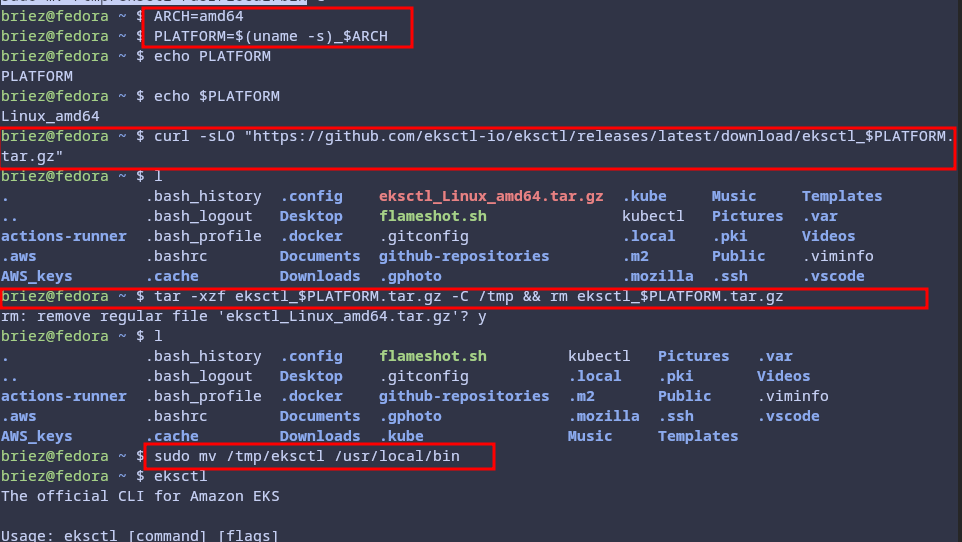 briez@fedora ~ $ ARCH=amd64
briez@fedora ~ $ PLATFORM=$(uname -s)_$ARCH
briez@fedora ~ $ echo PLATFORM
PLATFORM
briez@fedora ~ $ echo $PLATFORM
Linux_amd64
briez@fedora ~ $ curl -sLO "https://github.com/eksctl-io/eksctl/releases/latest/download/eksctl_$PLATFORM.
tar.gz"
briez@fedora ~ $ l
. .bash_history .config eksctl_Linux_amd64.tar.gz .kube Music Templates
.. .bash_logout Desktop flameshot.sh kubectl Pictures .var
actions-runner .bash_profile .docker .gitconfig .local .pki Videos
.aws .bashrc Documents github-repositories .m2 Public .viminfo
AWS_keys .cache Downloads .gphoto .mozilla .ssh .vscode
briez@fedora ~ $ tar -xzf eksctl_$PLATFORM.tar.gz -C /tmp && rm eksctl_$PLATFORM.tar.gz
rm: remove regular file 'eksctl_Linux_amd64.tar.gz'? y
briez@fedora ~ $ l
. .bash_history .config flameshot.sh kubectl Pictures .var
.. .bash_logout Desktop .gitconfig .local .pki Videos
actions-runner .bash_profile .docker github-repositories .m2 Public .viminfo
.aws .bashrc Documents .gphoto .mozilla .ssh .vscode
AWS_keys .cache Downloads .kube Music Templates
briez@fedora ~ $ sudo mv /tmp/eksctl /usr/local/bin
briez@fedora ~ $ eksctl
The official CLI for Amazon EKS
Usage: eksctl [command] [flags]